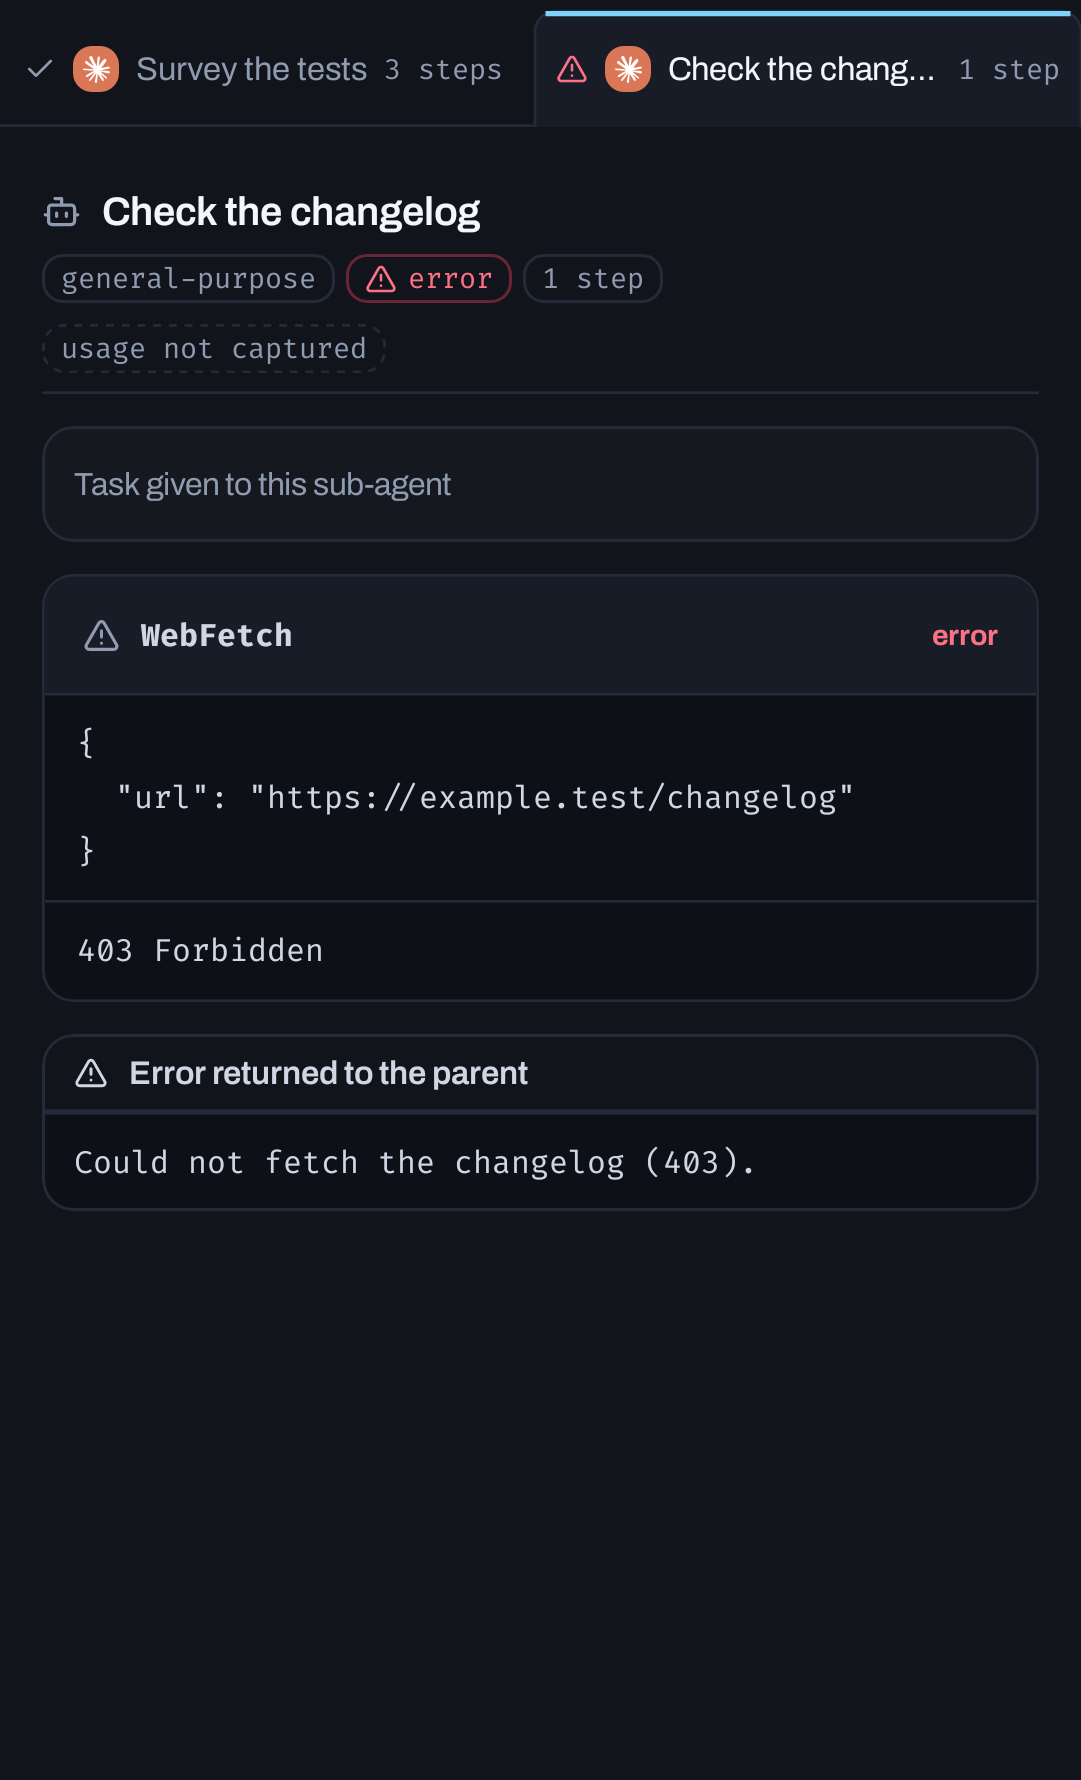 Survey the tests 3 steps
Check the chang... 1 step
Check the changelog
general-purpose error 1 step
usage not captured
Task given to this sub-agent
WebFetch error
{
"url": "https://example.test/changelog"
}
403 Forbidden
Error returned to the parent
Could not fetch the changelog (403).